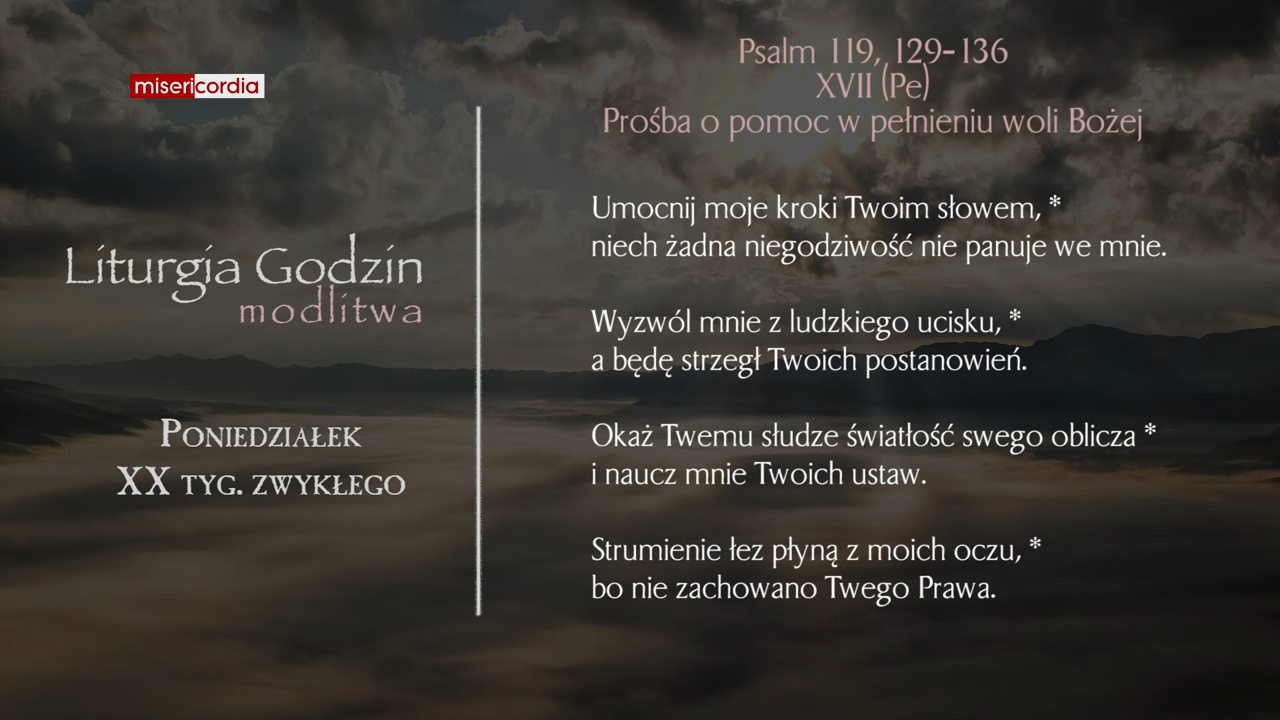 misericordia
Liturgia Godzin
modlitwa
Poniedziałek
XX tyg. zwykłego
Psalm 119, 129-136
XVII (Pe)
Prośba o pomoc w pełnieniu woli Bożej
Umocnij moje kroki Twoim słowem, *
niech żadna niegodziwość nie panuje we mnie.
Wyzwól mnie z ludzkiego ucisku, *
a będę strzegł Twoich postanowień.
Okaż Twemu słudze światłość swego oblicza *
i naucz mnie Twoich ustaw.
Strumienie łez płyną z moich oczu, *
bo nie zachowano Twego Prawa.